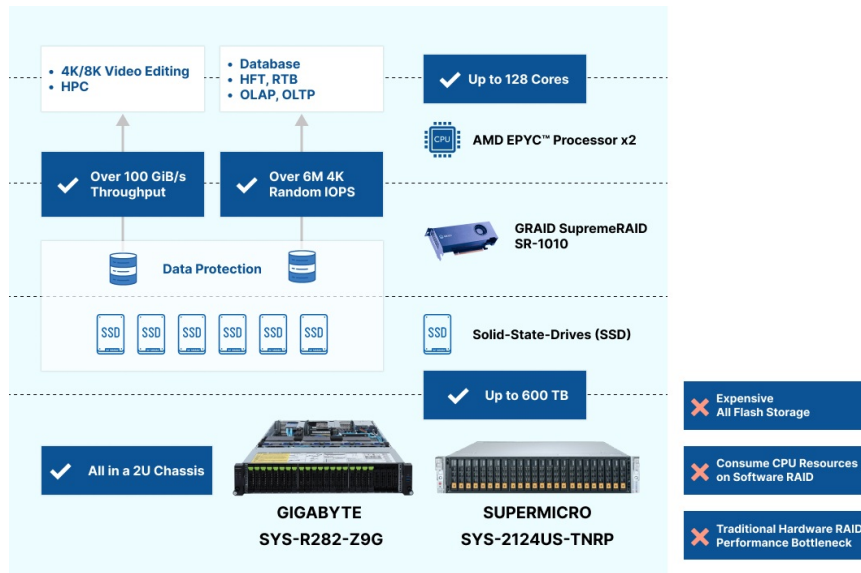 • 4K/8K Video Editing
• HPC
• Database
• HFT, RTB
• OLAP, OLTP
Up to 128 Cores
CPU
AMD EPYC™ Processor x2
Over 100 GiB/s
Throughput
Over 6M 4K
Random IOPS
GRAID SupremeRAID
SR-1010
Data Protection
SSD
SSD
SSD
SSD
SSD
SSD
SSD
Solid-State-Drives (SSD)
Up to 600 TB
All in a 2U Chassis
GIGABYTE
SYS-R282-Z9G
SUPERMICRO
SYS-2124US-TNRP
Expensive
All Flash Storage
Consume CPU Resources
on Software RAID
Traditional Hardware RAID
Performance Bottleneck